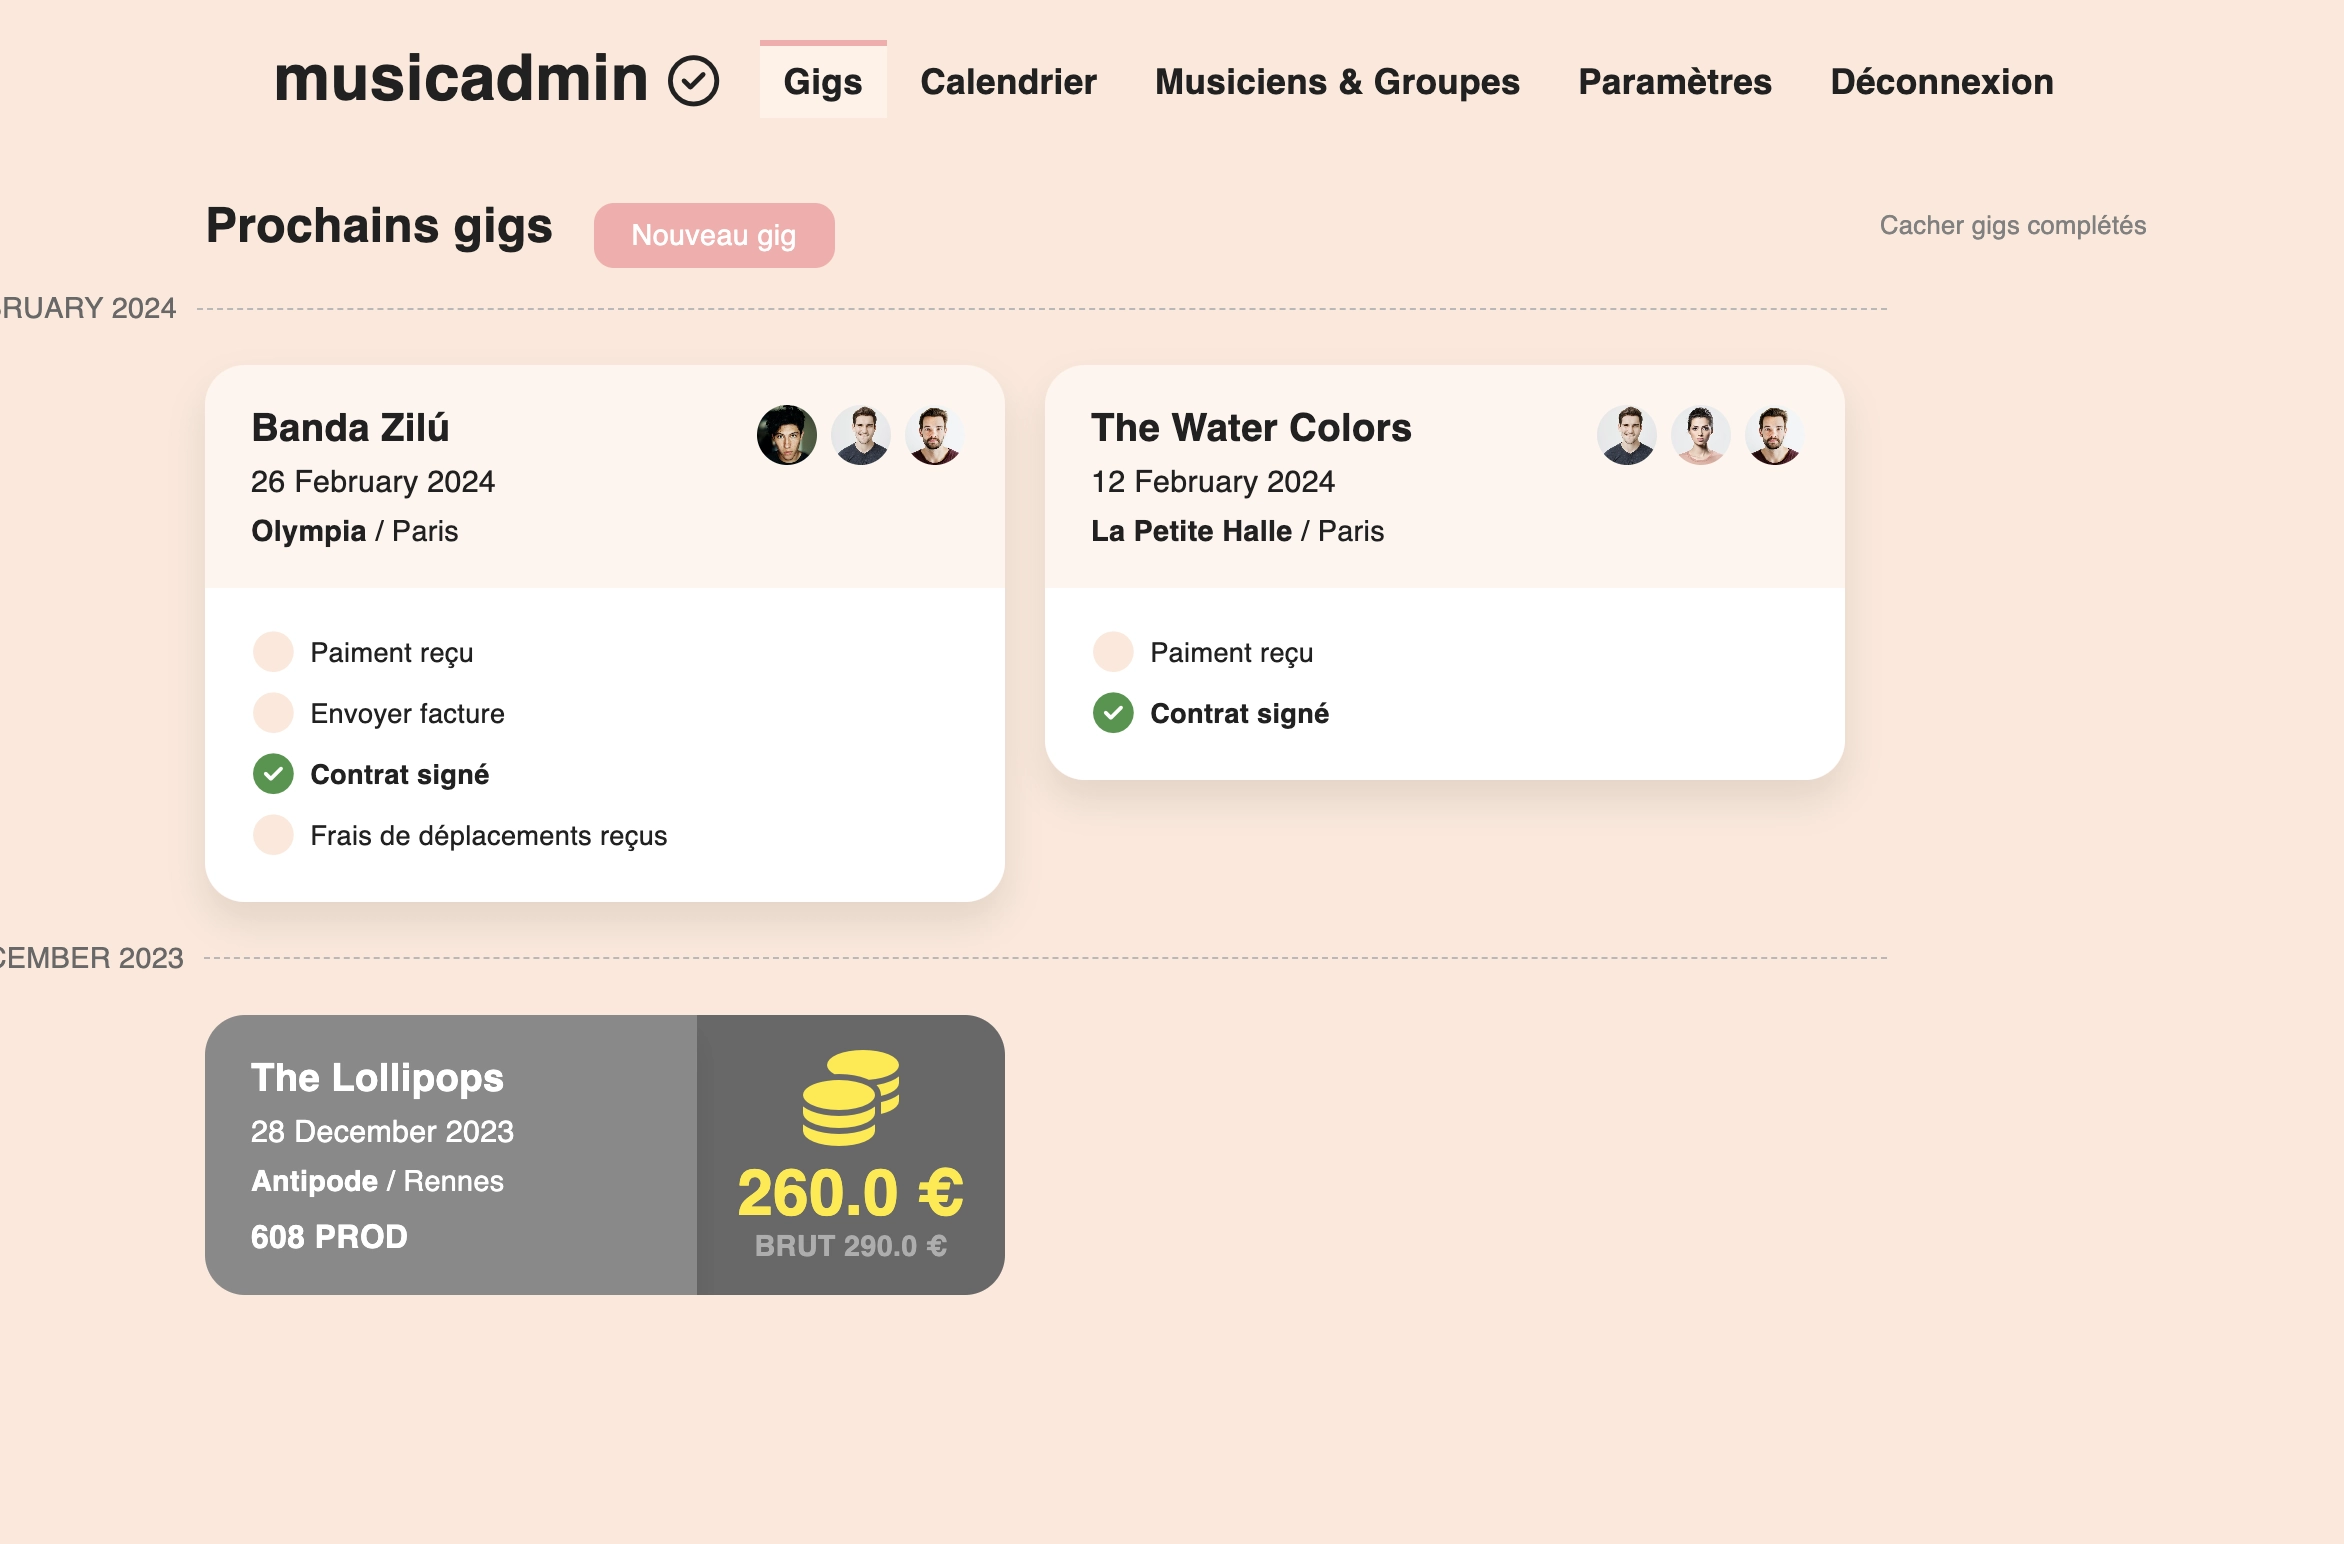 musicadmin Gigs Calendrier Musiciens & Groupes Paramètres Déconnexion
Prochains gigs Nouveau gig Cacher gigs complétés
RUARY 2024
Banda Zilú
26 February 2024
Olympia / Paris
Paiment reçu
Envoyer facture
Contrat signé
Frais de déplacements reçus
The Water Colors
12 February 2024
La Petite Halle / Paris
Paiment reçu
Contrat signé
CEMBER 2023
The Lollipops
28 December 2023
Antipode / Rennes
608 PROD
260.0 €
BRUT 290.0 €